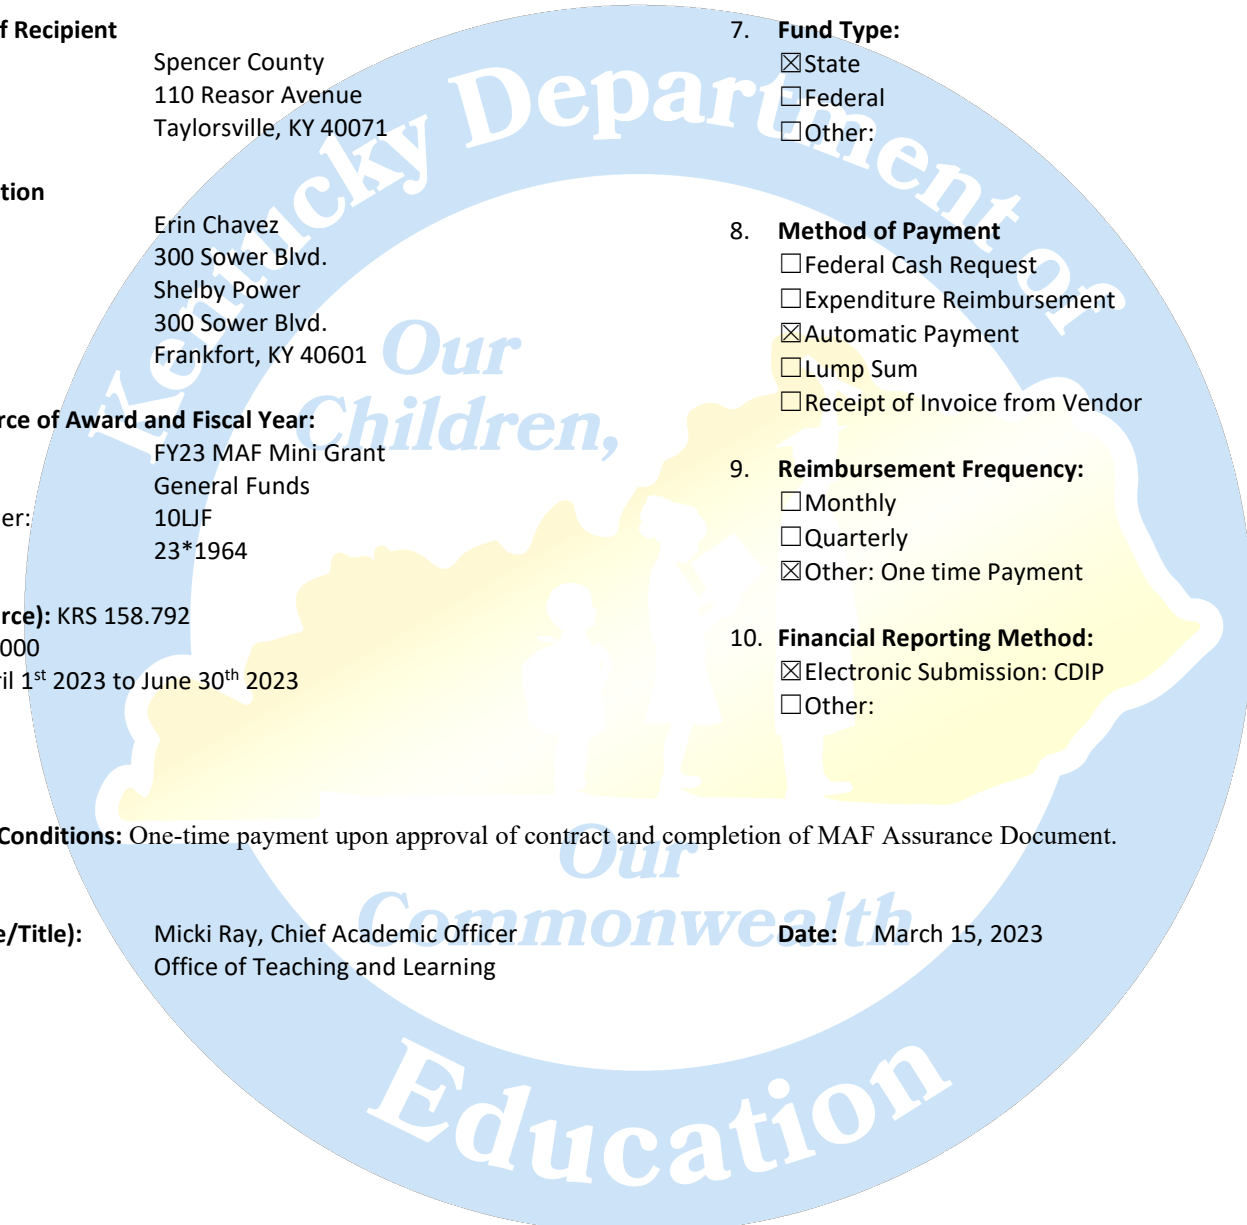 f Recipient
Spencer County
110 Reasor Avenue
Taylorsville, KY 40071
tion
Erin Chavez
300 Sower Blvd.
Shelby Power
300 Sower Blvd.
Frankfort, KY 40601
rce of Award and Fiscal Year:
FY23 MAF Mini Grant
General Funds
er: 10LJF
23*1964
rce): KRS 158.792
000
ril 1st 2023 to June 30th 2023
7. Fund Type:
☒State
☐Federal
☐Other:
8. Method of Payment
☐Federal Cash Request
☐Expenditure Reimbursement
☒Automatic Payment
☐Lump Sum
☐Receipt of Invoice from Vendor
9. Reimbursement Frequency:
☐Monthly
☐Quarterly
☒Other: One time Payment
10. Financial Reporting Method:
☒Electronic Submission: CDIP
☐Other:
Conditions: One-time payment upon approval of contract and completion of MAF Assurance Document.
e/Title): Micki Ray, Chief Academic Officer Date: March 15, 2023
Office of Teaching and Learning
Kentucky Department of
Education
Our
Children,
Our
Commonwealth